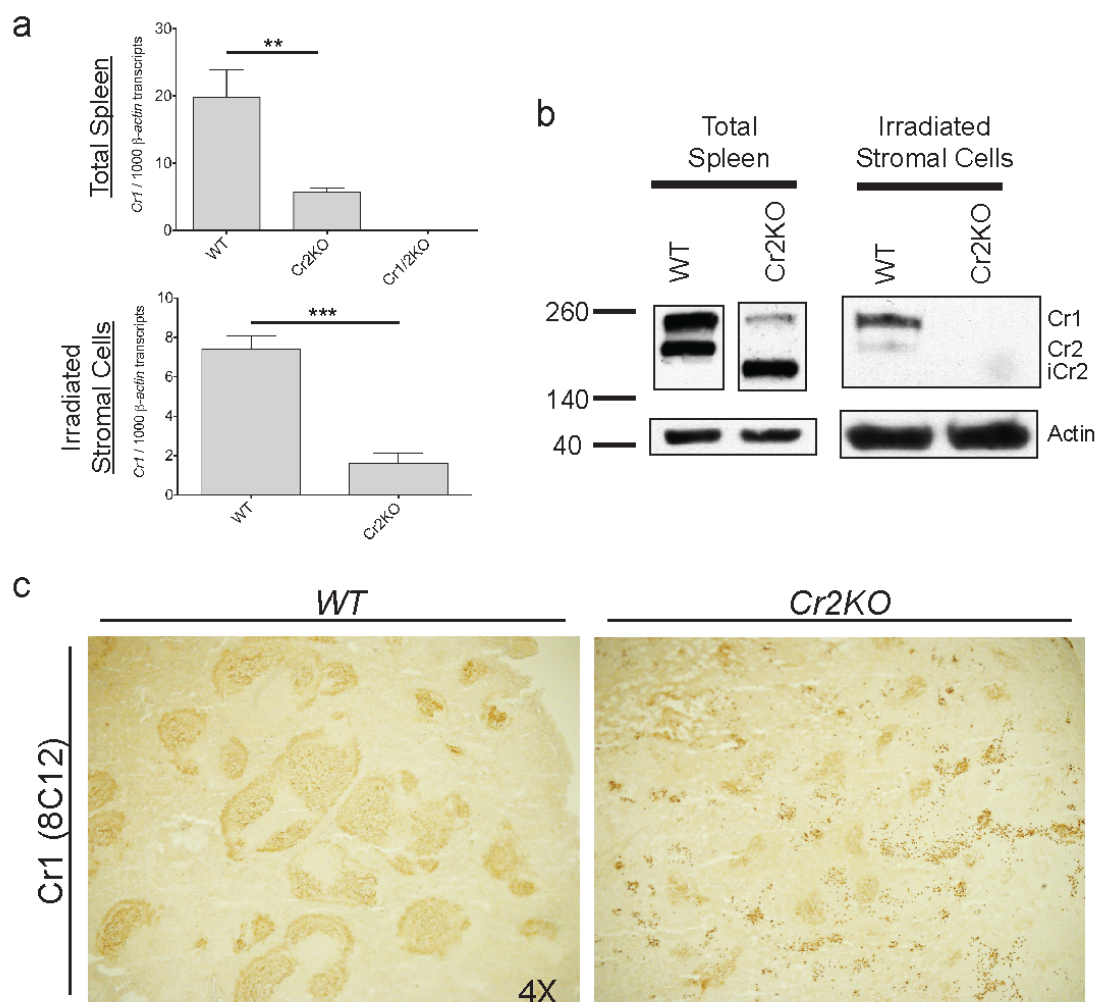 a
Total Spleen
Cr1 / 1000 β-actin transcripts
30
20
10
0
**
WT
Cr2KO
Cr1/2KO
Irradiated
Stromal Cells
Cr1 / 1000 β-actin transcripts
8
6
4
2
0
***
WT
Cr2KO
b
Total
Spleen
Irradiated
Stromal Cells
WT
Cr2KO
WT
Cr2KO
260
140
40
Cr1
Cr2
iCr2
Actin
c
WT
Cr2KO
Cr1 (8C12)
4X